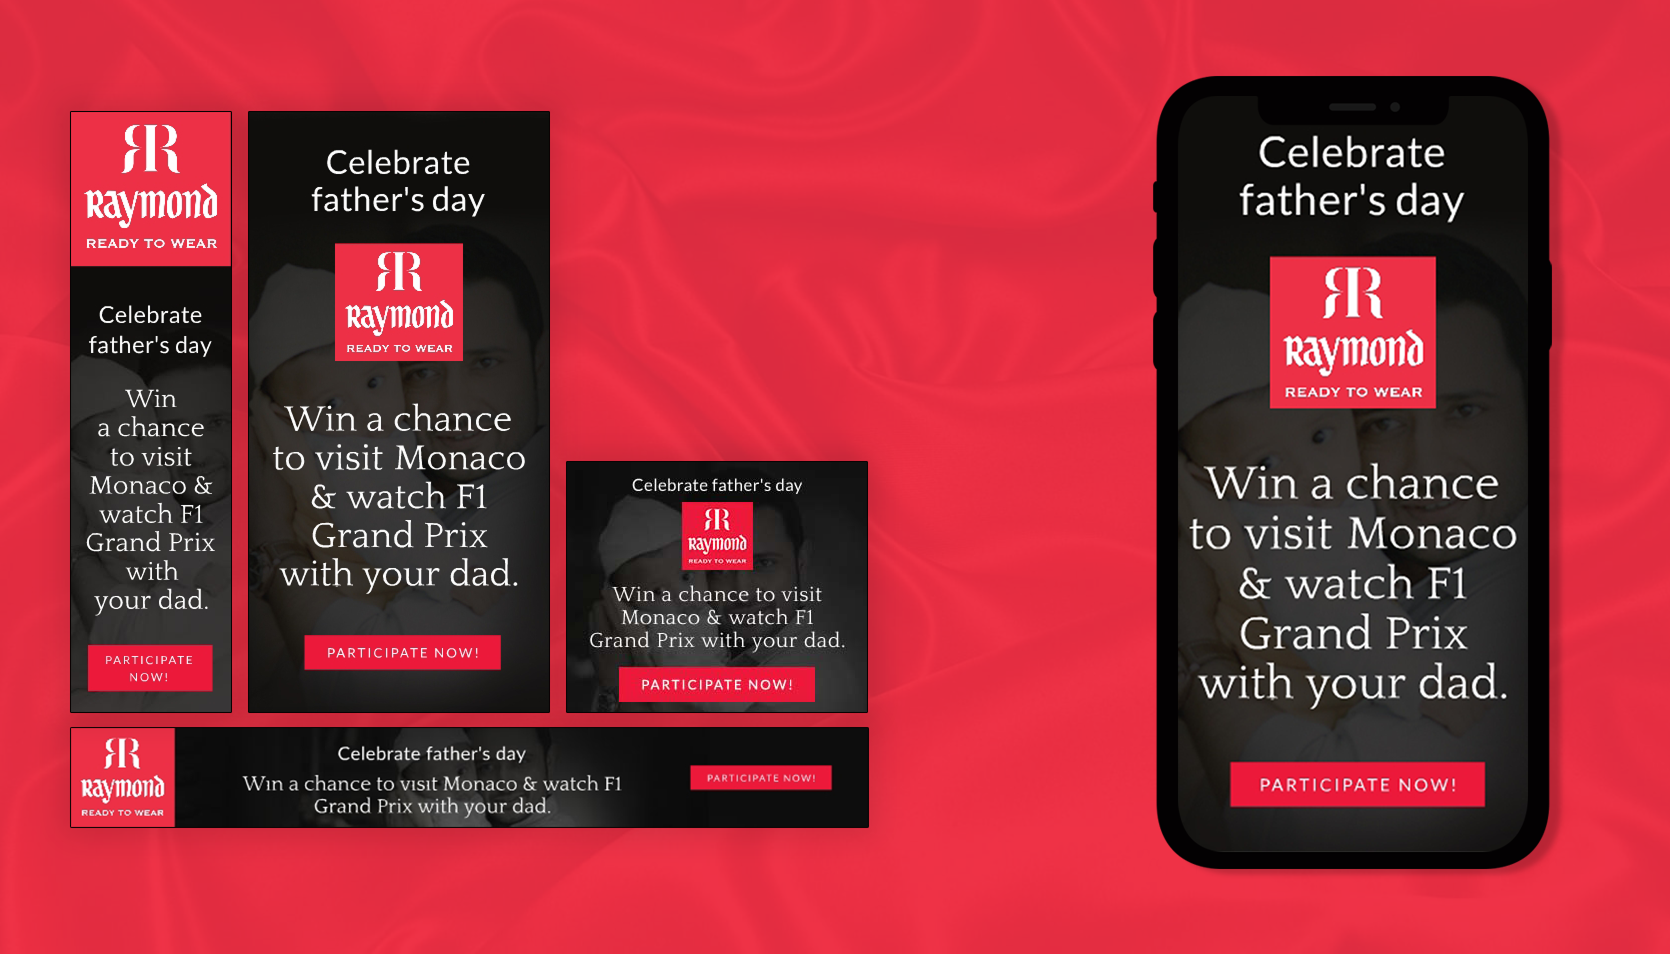 RR
Raymond
READY TO WEAR
Celebrate
father's day
Win
a chance
to visit
Monaco &
watch F1
Grand Prix
with
your dad.
PARTICIPATE
NOW!
Celebrate
father's day
RR
Raymond
READY TO WEAR
Win a chance
to visit Monaco
& watch F1
Grand Prix
with your dad.
PARTICIPATE NOW!
Celebrate father's day
RR
Raymond
READY TO WEAR
Win a chance to visit
Monaco & watch F1
Grand Prix with your dad.
PARTICIPATE NOW!
RR
Raymond
READY TO WEAR
Celebrate father's day
Win a chance to visit Monaco & watch F1
Grand Prix with your dad.
PARTICIPATE NOW!
Celebrate
father's day
RR
Raymond
READY TO WEAR
Win a chance
to visit Monaco
& watch F1
Grand Prix
with your dad.
PARTICIPATE NOW!